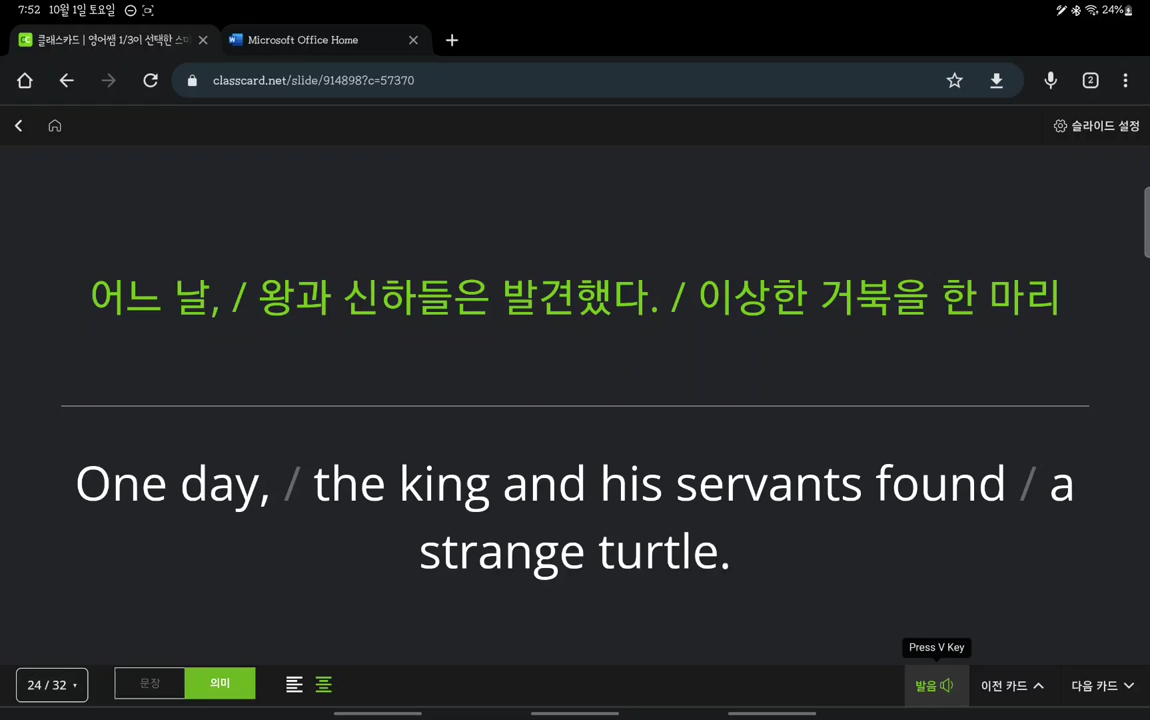 7:52 10월 1일 토요일
24%
클래스카드 | 영어쌤 1/3이 선택한 스마
Microsoft Office Home
classcard.net/slide/914898?c=57370
2
슬라이드 설정
어느 날, / 왕과 신하들은 발견했다. / 이상한 거북을 한 마리
One day, / the king and his servants found / a
strange turtle.
Press V Key
24 / 32
문장
의미
발음
이전 카드
다음 카드